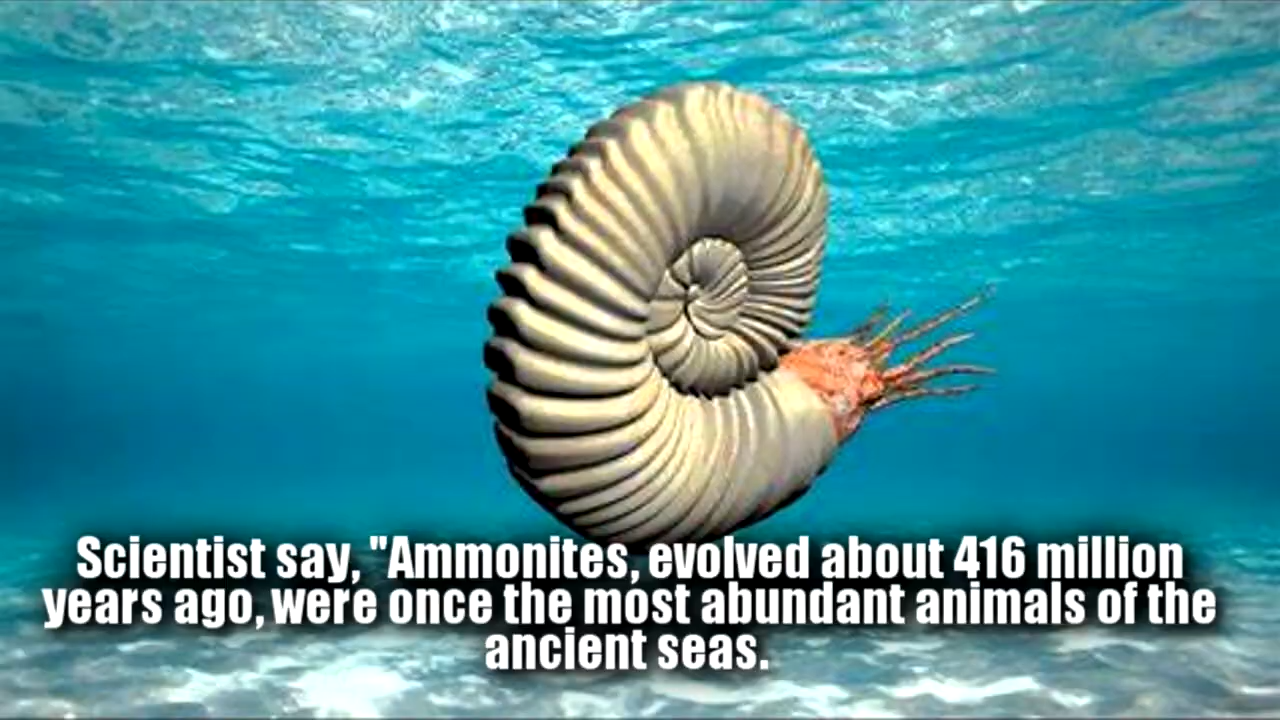 Scientist say, "Ammonites, evolved about 416 million
years ago, were once the most abundant animals of the
ancient seas.